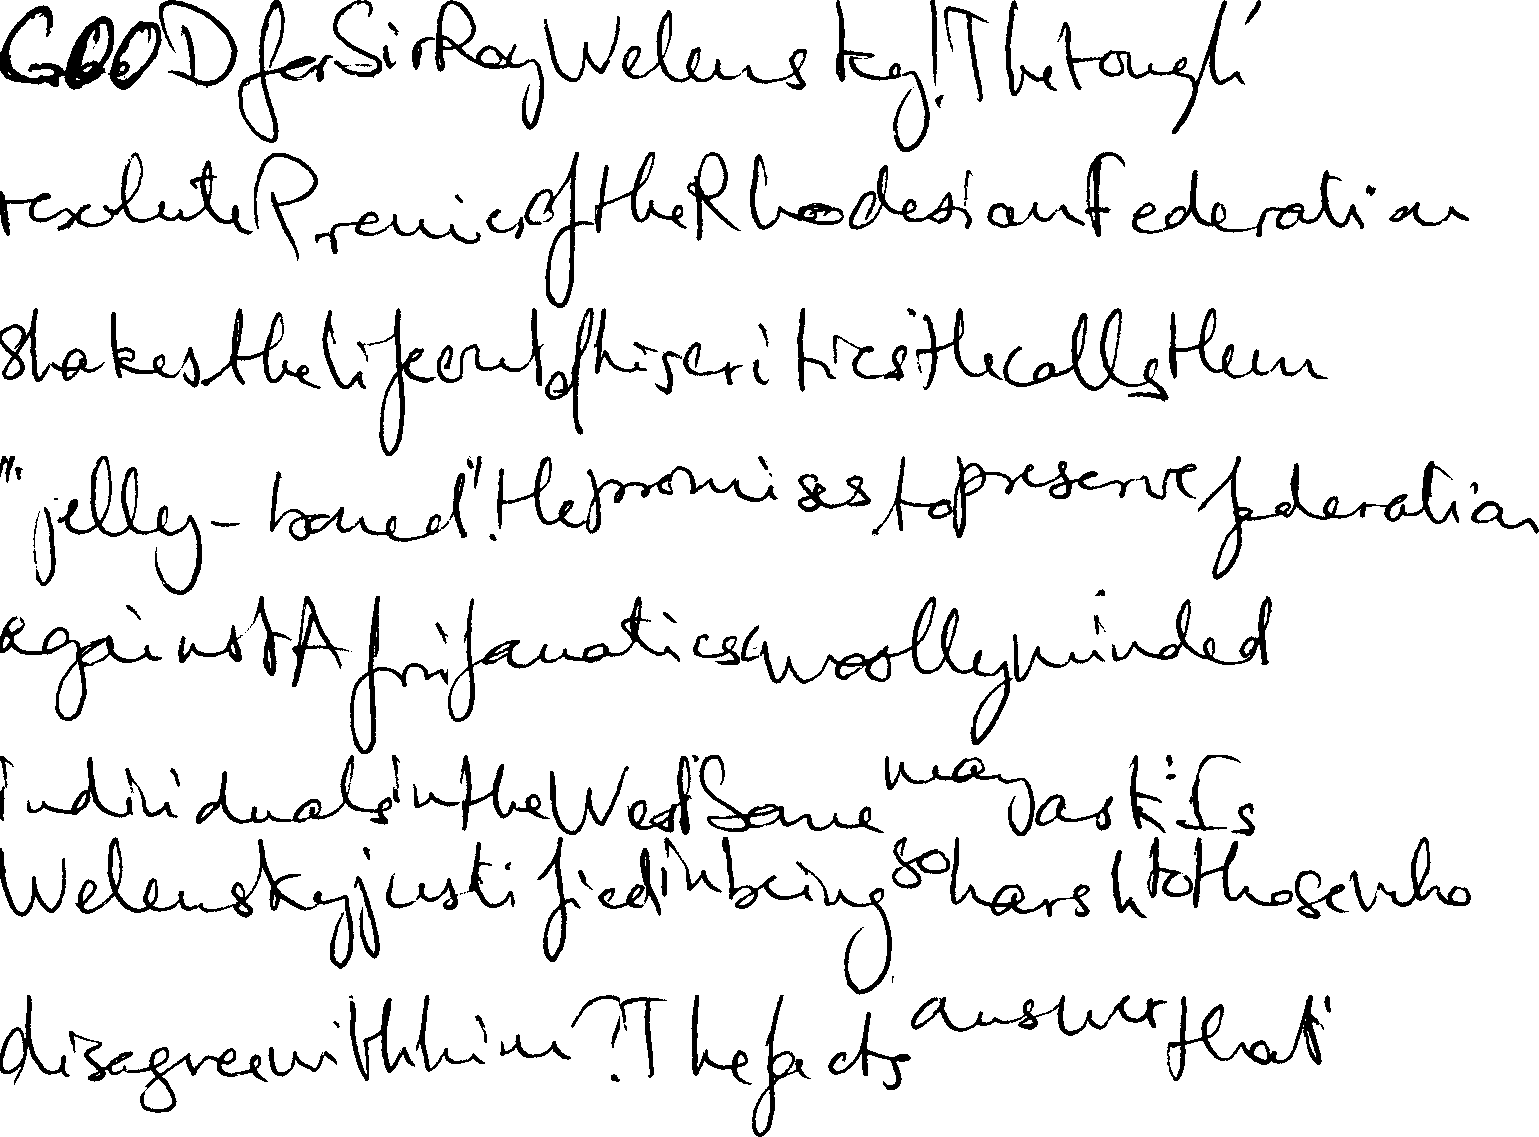 GOOD for Sir Roy Welensky! The tough,
resolute Premier of the Rhodesian Federation
shakes the life out of his critics. He calls them
"jelly-boned". He promises to preserve federation
against Afri fanatics woolly minded
individuals in the West. Some may ask: Is
Welensky justified in being so harsh to those who
disagree with him? The facts answer that